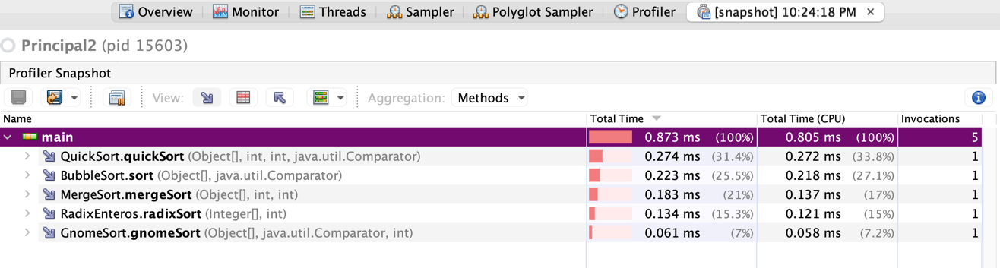 Overview Monitor Threads Sampler Polyglot Sampler Profiler [snapshot] 10:24:18 PM ×
Principal2 (pid 15603)
Profiler Snapshot
View: Aggregation: Methods
Name Total Time Total Time (CPU) Invocations
main 0.873 ms (100%) 0.805 ms (100%) 5
QuickSort.quickSort (Object[], int, int, java.util.Comparator) 0.274 ms (31.4%) 0.272 ms (33.8%) 1
BubbleSort.sort (Object[], java.util.Comparator) 0.223 ms (25.5%) 0.218 ms (27.1%) 1
MergeSort.mergeSort (Object[], int, int) 0.183 ms (21%) 0.137 ms (17%) 1
RadixEnteros.radixSort (Integer[], int) 0.134 ms (15.3%) 0.121 ms (15%) 1
GnomeSort.gnomeSort (Object[], java.util.Comparator, int) 0.061 ms (7%) 0.058 ms (7.2%) 1